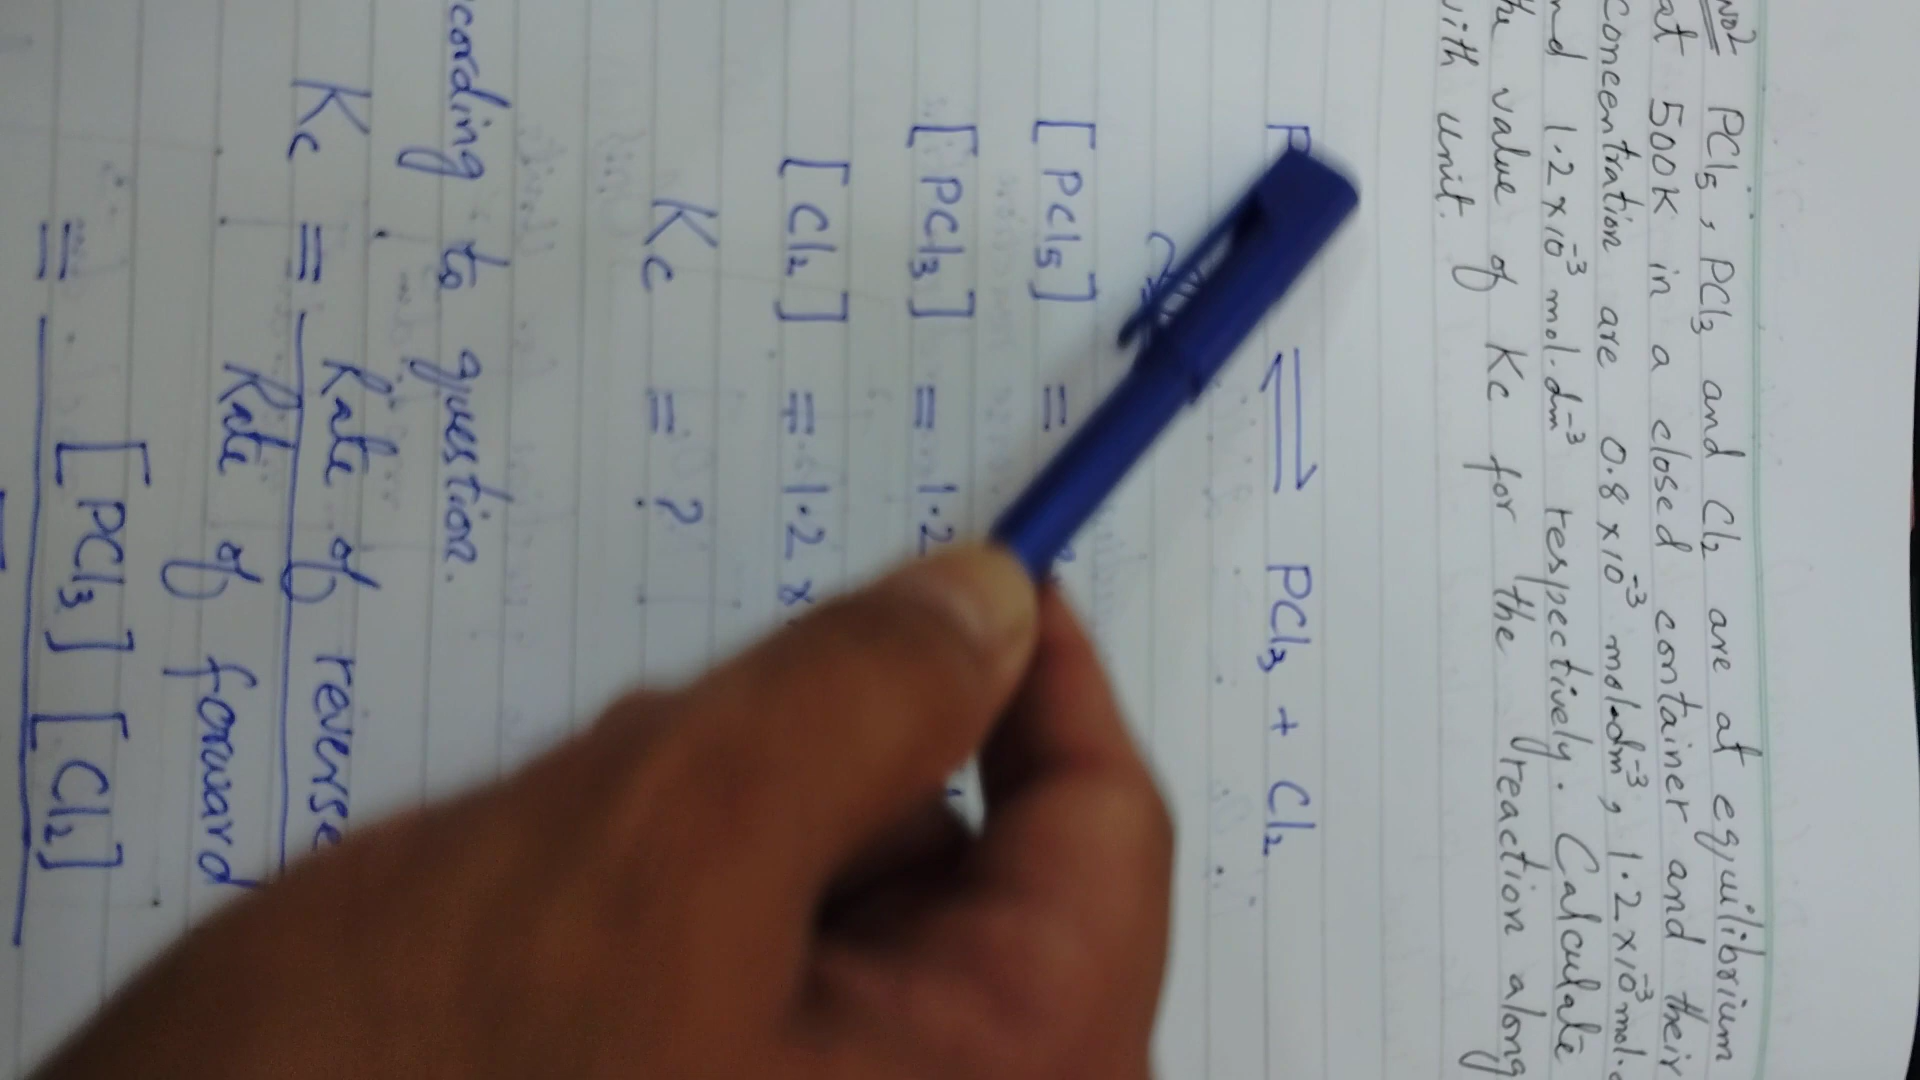 No2 PCl₅, PCl₃ and Cl₂ are at equilibrium
at 500K in a closed container and their
concentration are 0.8×10⁻³ mol.dm⁻³, 1.2×10⁻³ mol.
nd 1.2×10⁻³ mol.dm⁻³ respectively. Calculate
he value of Kc for the reaction along
with unit.
P ⇌ PCl₃ + Cl₂
[PCl₅] =
[PCl₃] = 1.2
[Cl₂] = 1.2 ×
Kc = ?
cording to question.
Kc = Rate of reverse
Rate of forward
= [PCl₃] [Cl₂]